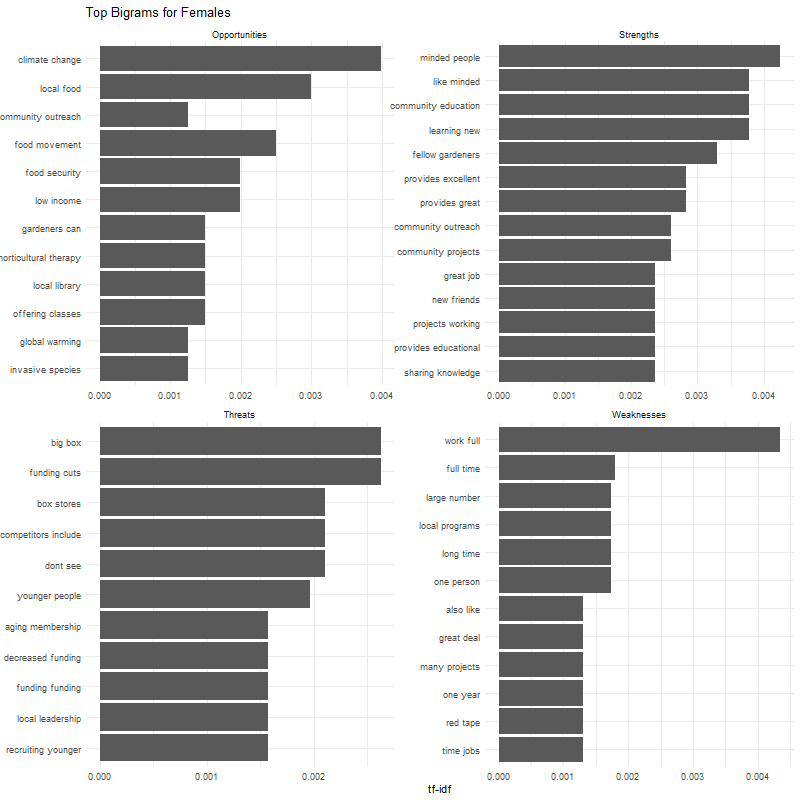 Top Bigrams for Females
Opportunities
climate change
local food
ommunity outreach
food movement
food security
low income
gardeners can
horticultural therapy
local library
offering classes
global warming
invasive species
0.000 0.001 0.002 0.003 0.004
Strengths
minded people
like minded
community education
learning new
fellow gardeners
provides excellent
provides great
community outreach
community projects
great job
new friends
projects working
provides educational
sharing knowledge
0.000 0.001 0.002 0.003 0.004
Threats
big box
funding cuts
box stores
competitors include
dont see
younger people
aging membership
decreased funding
funding funding
local leadership
recruiting younger
0.000 0.001 0.002
Weaknesses
work full
full time
large number
local programs
long time
one person
also like
great deal
many projects
one year
red tape
time jobs
0.000 0.001 0.002 0.003 0.004
tf-idf